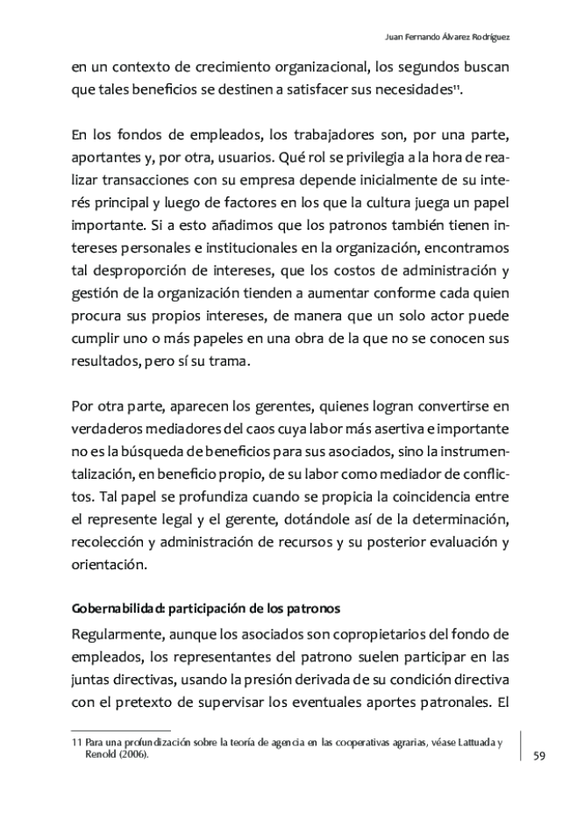 Juan Fernando Álvarez Rodríguez
en un contexto de crecimiento organizacional, los segundos buscan
que tales beneficios se destinen a satisfacer sus necesidades¹¹.
En los fondos de empleados, los trabajadores son, por una parte,
aportantes y, por otra, usuarios. Qué rol se privilegia a la hora de rea-
lizar transacciones con su empresa depende inicialmente de su inte-
rés principal y luego de factores en los que la cultura juega un papel
importante. Si a esto añadimos que los patronos también tienen in-
tereses personales e institucionales en la organización, encontramos
tal desproporción de intereses, que los costos de administración y
gestión de la organización tienden a aumentar conforme cada quien
procura sus propios intereses, de manera que un solo actor puede
cumplir uno o más papeles en una obra de la que no se conocen sus
resultados, pero sí su trama.
Por otra parte, aparecen los gerentes, quienes logran convertirse en
verdaderos mediadores del caos cuya labor más asertiva e importante
no es la búsqueda de beneficios para sus asociados, sino la instrumen-
talización, en beneficio propio, de su labor como mediador de conflic-
tos. Tal papel se profundiza cuando se propicia la coincidencia entre
el represente legal y el gerente, dotándole así de la determinación,
recolección y administración de recursos y su posterior evaluación y
orientación.
Gobernabilidad: participación de los patronos
Regularmente, aunque los asociados son copropietarios del fondo de
empleados, los representantes del patrono suelen participar en las
juntas directivas, usando la presión derivada de su condición directiva
con el pretexto de supervisar los eventuales aportes patronales. El
11 Para una profundización sobre la teoría de agencia en las cooperativas agrarias, véase Lattuada y
Renold (2006).
59